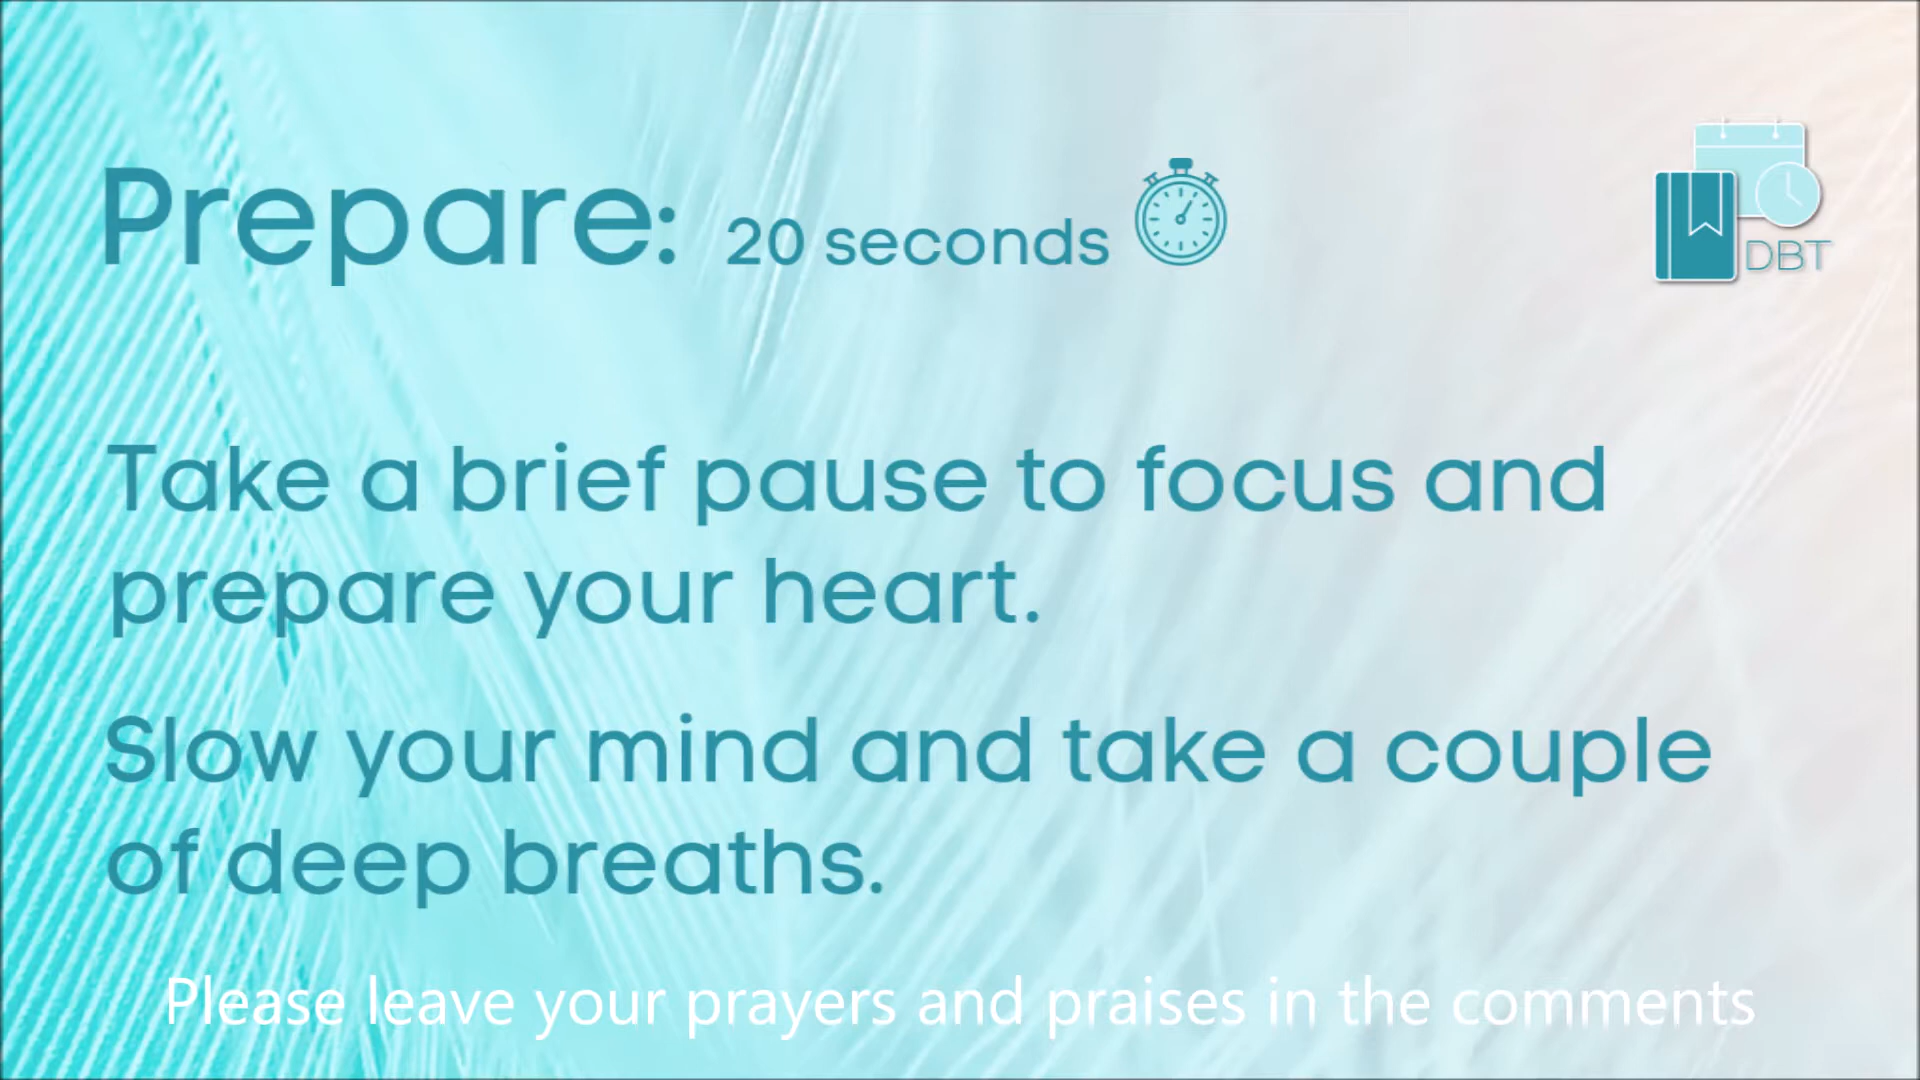 Prepare: 20 seconds
DBT
Take a brief pause to focus and
prepare your heart.
Slow your mind and take a couple
of deep breaths.
Please leave your prayers and praises in the comments